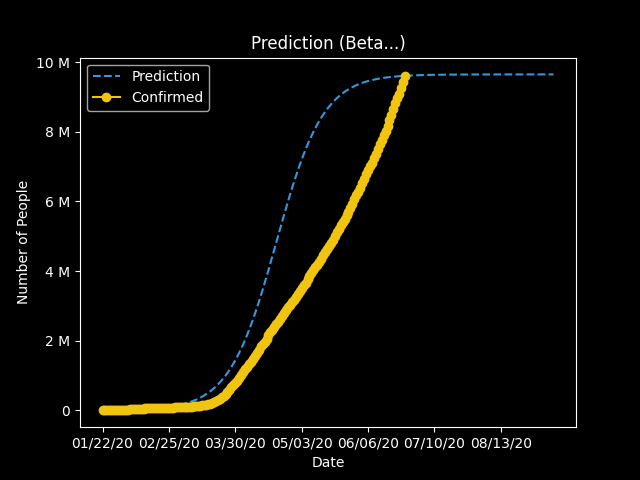 Prediction (Beta...)
Prediction
Confirmed
10 M
8 M
6 M
4 M
2 M
0
Number of People
01/22/20 02/25/20 03/30/20 05/03/20 06/06/20 07/10/20 08/13/20
Date